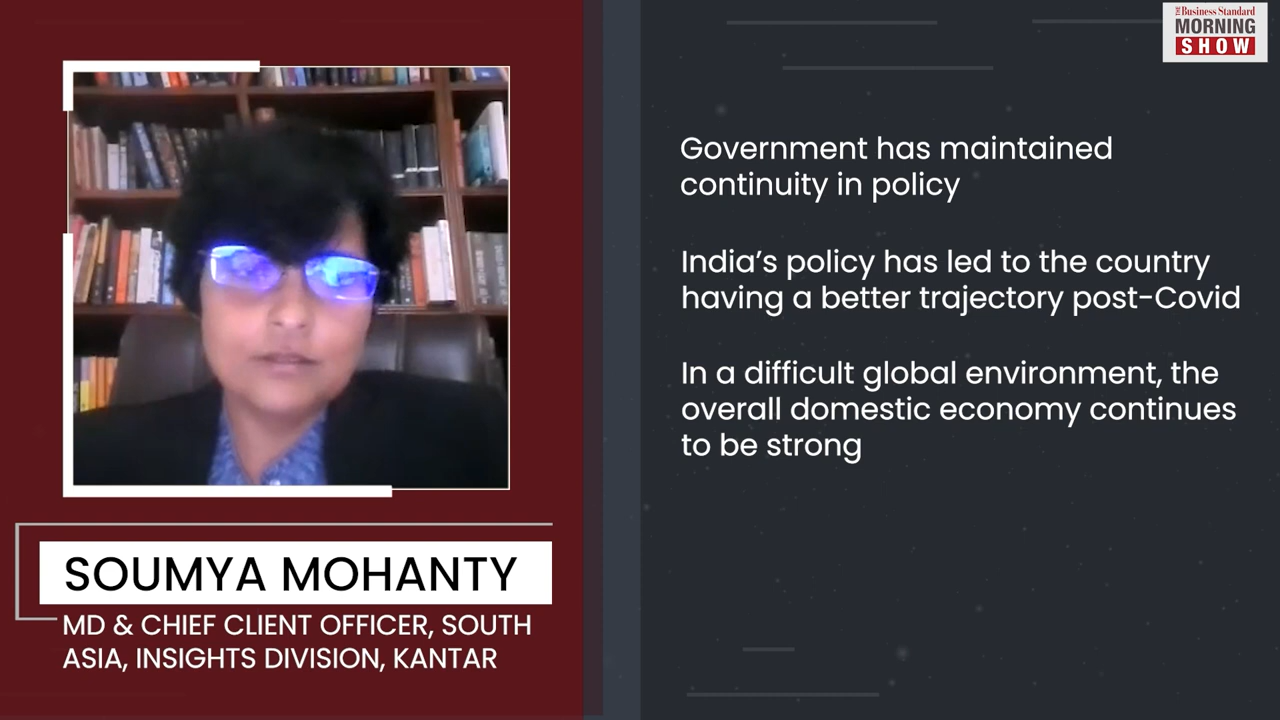 THE Business Standard
MORNING
SHOW
Government has maintained
continuity in policy
India's policy has led to the country
having a better trajectory post-Covid
In a difficult global environment, the
overall domestic economy continues
to be strong
SOUMYA MOHANTY
MD & CHIEF CLIENT OFFICER, SOUTH
ASIA, INSIGHTS DIVISION, KANTAR